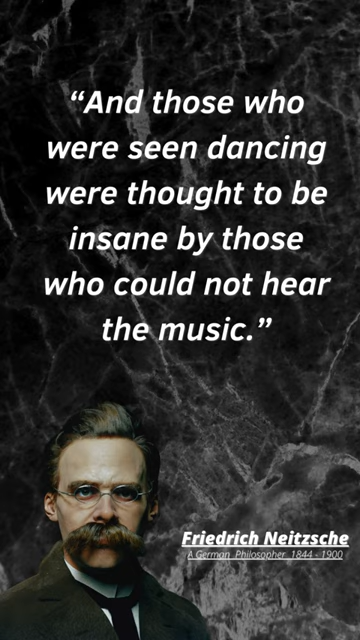 “And those who
were seen dancing
were thought to be
insane by those
who could not hear
the music.”
Friedrich Neitzsche
A German Philosopher 1844 - 1900